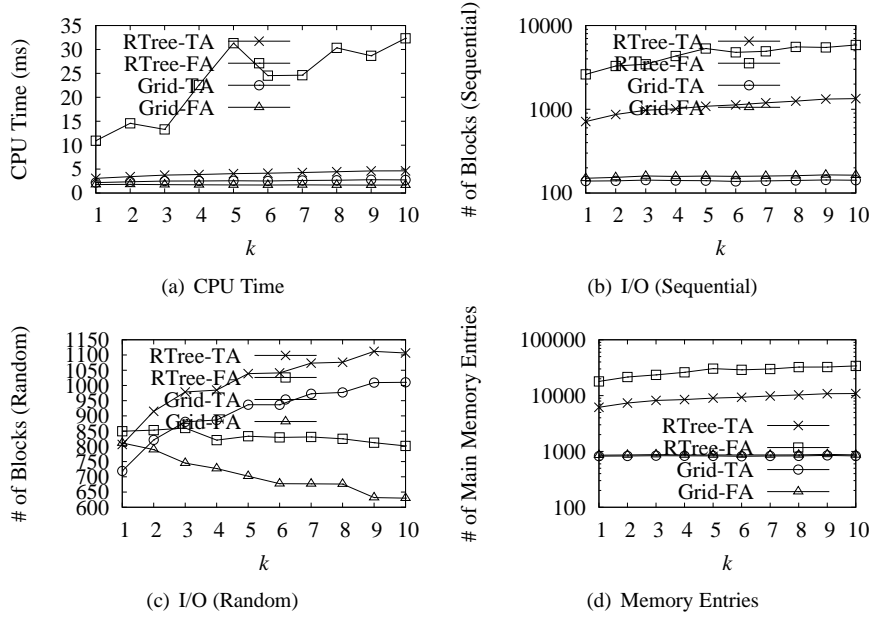 CPU Time (ms)
35
30
25
20
15
10
5
0
RTree-TA
RTree-FA
Grid-TA
Grid-FA
1 2 3 4 5 6 7 8 9 10
k
(a) CPU Time
# of Blocks (Sequential)
10000
1000
100
RTree-TA
RTree-FA
Grid-TA
Grid-FA
1 2 3 4 5 6 7 8 9 10
k
(b) I/O (Sequential)
# of Blocks (Random)
1150
1100
1050
1000
950
900
850
800
750
700
650
600
RTree-TA
RTree-FA
Grid-TA
Grid-FA
1 2 3 4 5 6 7 8 9 10
k
(c) I/O (Random)
# of Main Memory Entries
100000
10000
1000
100
RTree-TA
RTree-FA
Grid-TA
Grid-FA
1 2 3 4 5 6 7 8 9 10
k
(d) Memory Entries